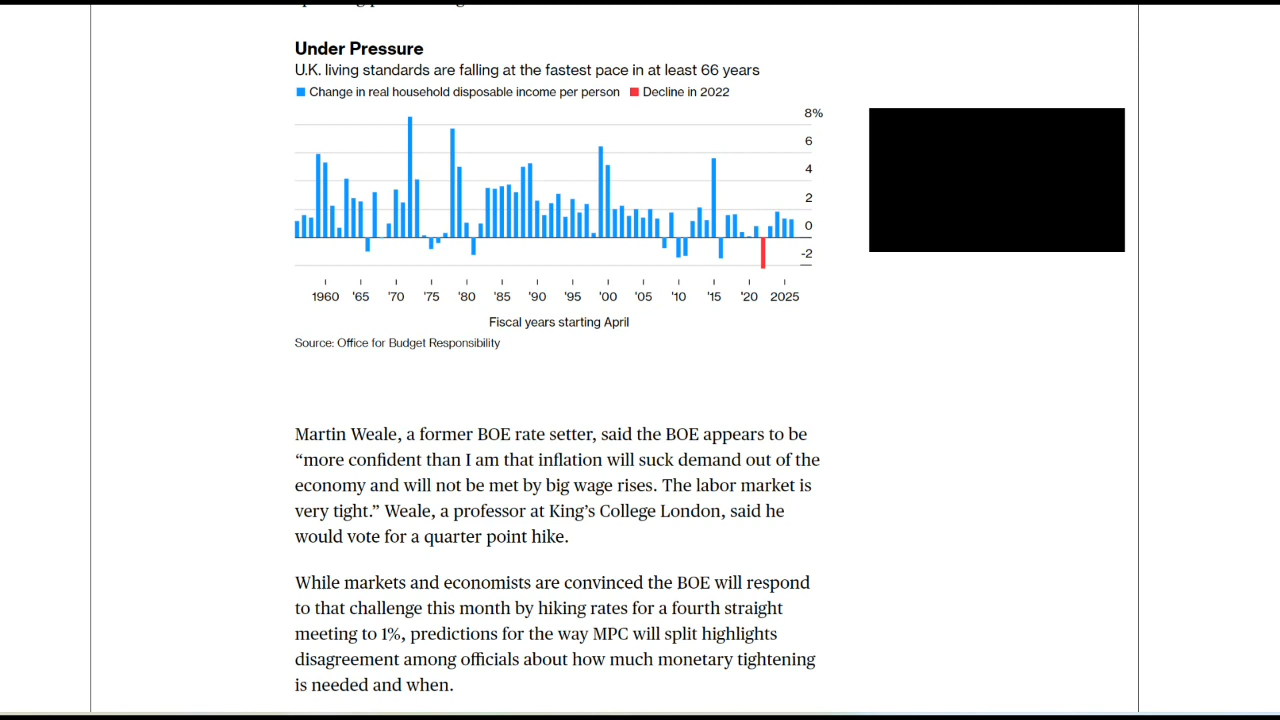 Under Pressure
U.K. living standards are falling at the fastest pace in at least 66 years
Change in real household disposable income per person Decline in 2022
8%
6
4
2
0
-2
1960 '65 '70 '75 '80 '85 '90 '95 '00 '05 '10 '15 '20 2025
Fiscal years starting April
Source: Office for Budget Responsibility
Martin Weale, a former BOE rate setter, said the BOE appears to be
“more confident than I am that inflation will suck demand out of the
economy and will not be met by big wage rises. The labor market is
very tight.” Weale, a professor at King’s College London, said he
would vote for a quarter point hike.
While markets and economists are convinced the BOE will respond
to that challenge this month by hiking rates for a fourth straight
meeting to 1%, predictions for the way MPC will split highlights
disagreement among officials about how much monetary tightening
is needed and when.